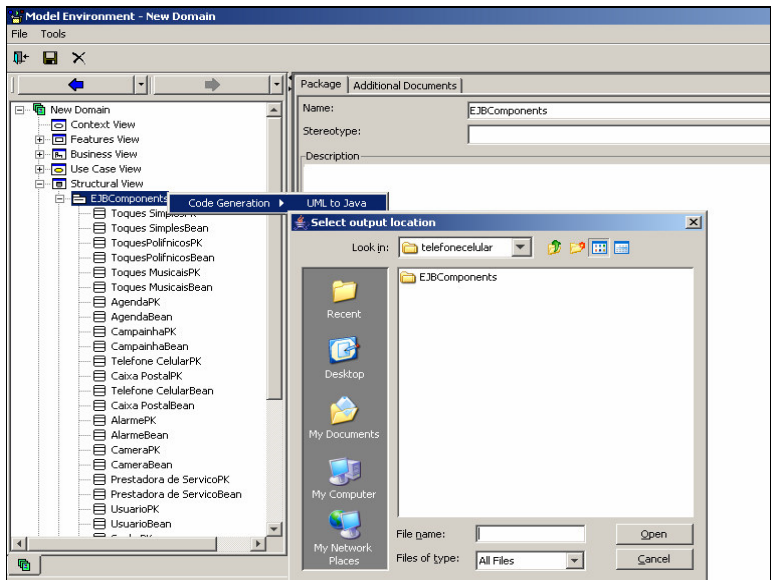 Model Environment - New Domain
File Tools
Package Additional Documents
New Domain
Context View
Features View
Business View
Use Case View
Structural View
EJBComponents
Toques SimplesPK
Toques SimplesBean
ToquesPolifnicosPK
ToquesPolifnicosBean
Toques MusicaisPK
Toques MusicaisBean
AgendaPK
AgendaBean
CampainhaPK
CampainhaBean
Telefone CelularPK
Caixa PostalPK
Telefone CelularBean
Caixa PostalBean
AlarmePK
AlarmeBean
CameraPK
CameraBean
Prestadora de ServicoPK
Prestadora de ServicoBean
UsuarioPK
UsuarioBean
Name: EJBComponents
Stereotype:
Description
Code Generation UML to Java
Select output location
Look in: telefonecelular
EJBComponents
Recent
Desktop
My Documents
My Computer
My Network
Places
File name: Open
Files of type: All Files Cancel